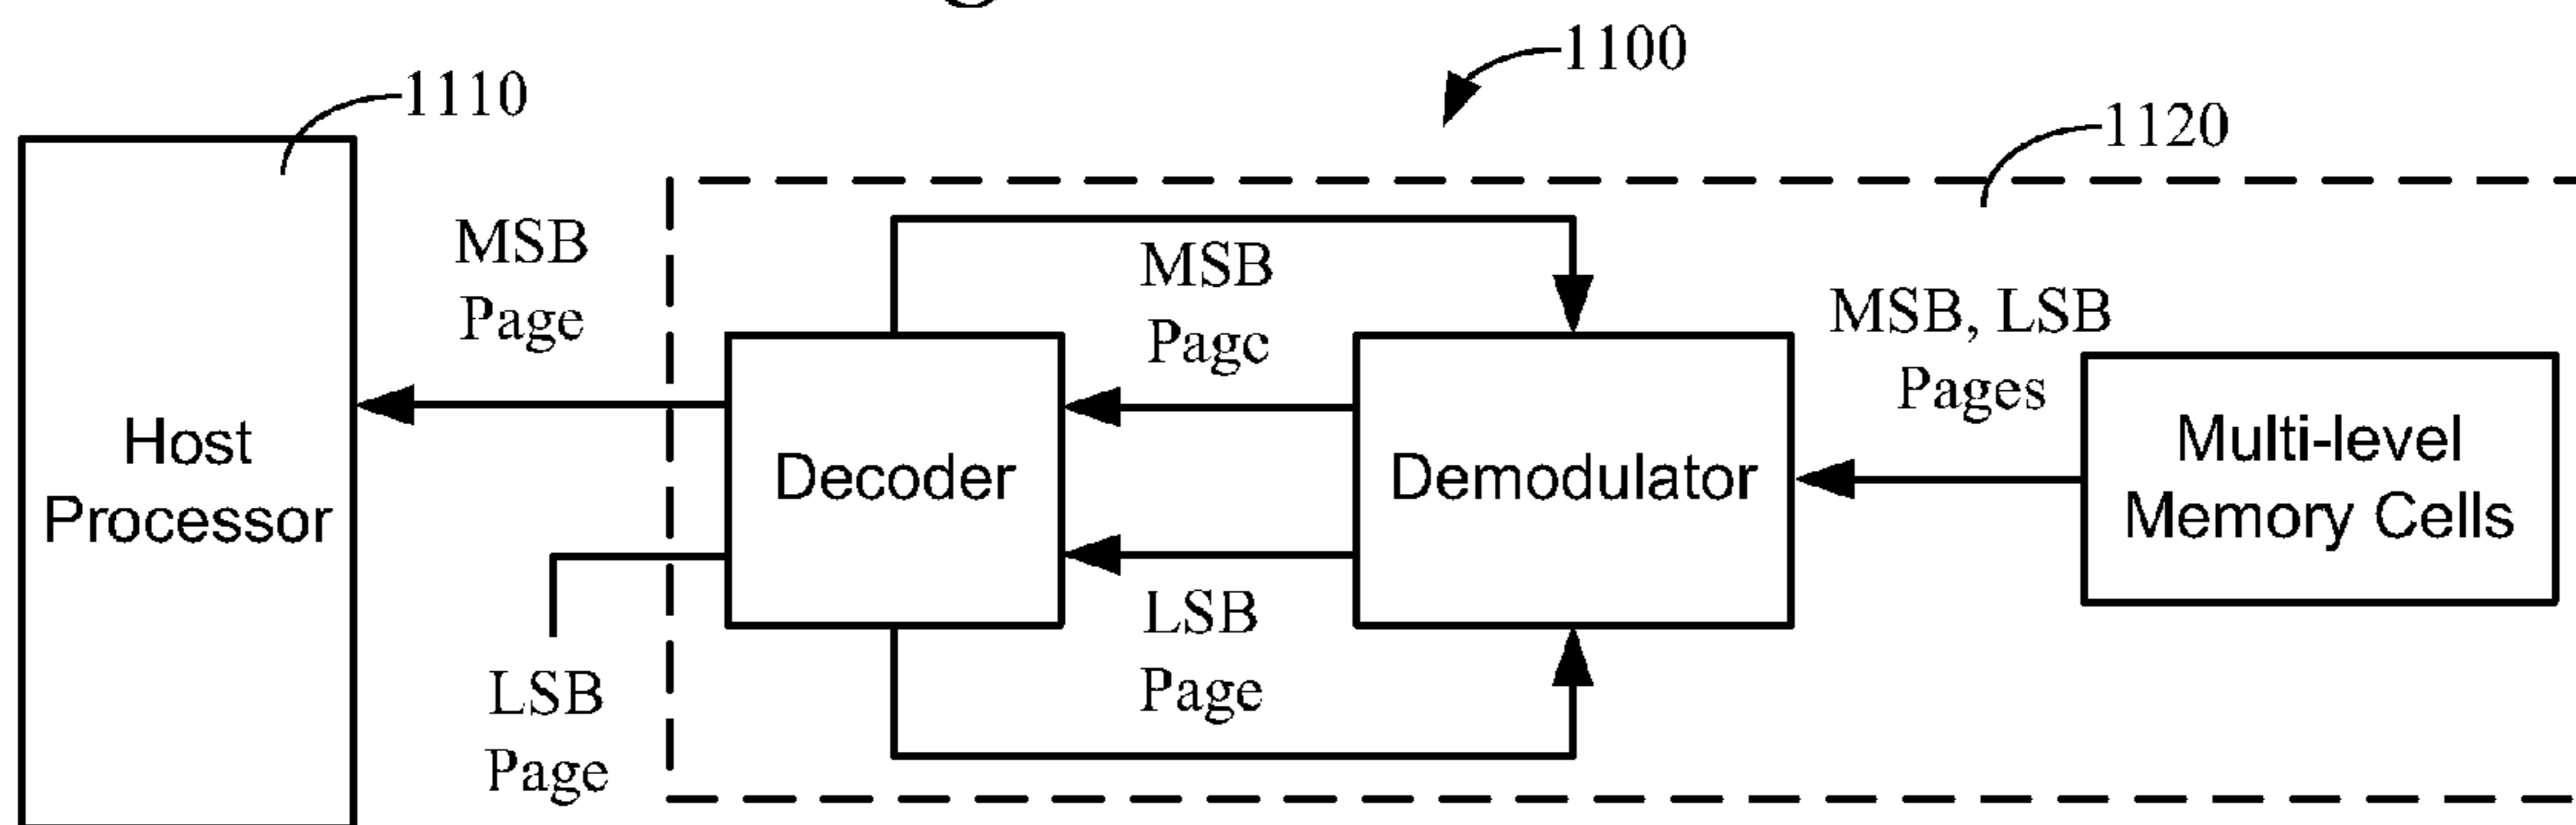 1100
1110
1120
MSB
Page
MSB
Page
MSB, LSB
Pages
Host
Processor
Decoder
Demodulator
Multi-level
Memory Cells
LSB
Page
LSB
Page